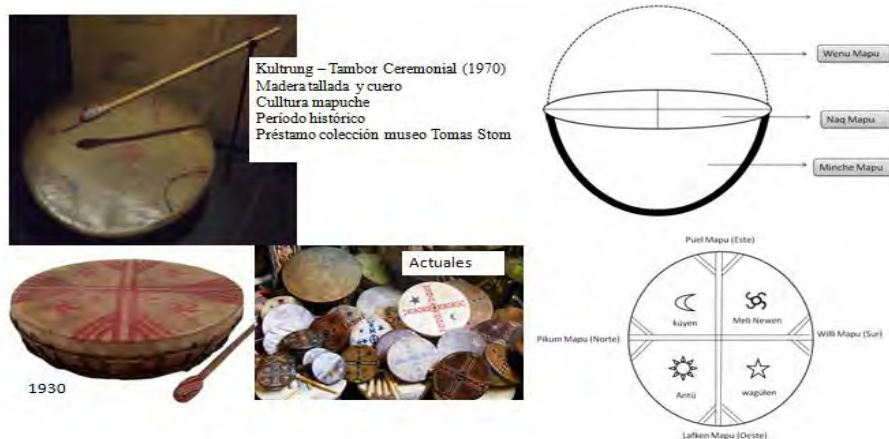 Kultrung – Tambor Ceremonial (1970)
Madera tallada y cuero
Culltura mapuche
Período histórico
Préstamo colección museo Tomas Stom
Wenu Mapu
Naq Mapu
Minche Mapu
1930
Actuales
Puel Mapu (Este)
küyen
Meli Newen
Pikum Mapu (Norte)
Willi Mapu (Sur)
Antü
wagülen
Lafken Mapu (Oeste)